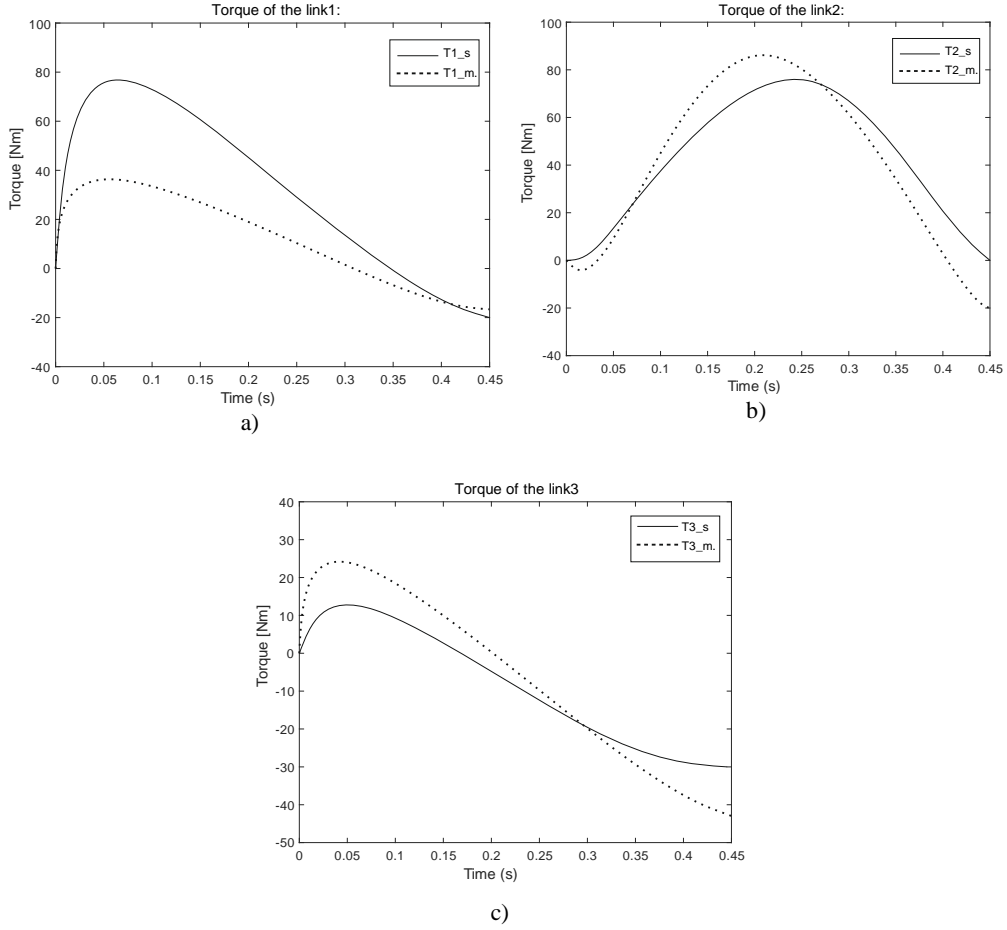 Torque of the link1:
100
80
60
40
20
0
-20
-40
Torque [Nm]
T1_s
T1_m.
0 0.05 0.1 0.15 0.2 0.25 0.3 0.35 0.4 0.45
Time (s)
a)
Torque of the link2:
100
80
60
40
20
0
-20
-40
Torque [Nm]
T2_s
T2_m.
0 0.05 0.1 0.15 0.2 0.25 0.3 0.35 0.4 0.45
Time (s)
b)
Torque of the link3
40
30
20
10
0
-10
-20
-30
-40
-50
Torque [Nm]
T3_s
T3_m.
0 0.05 0.1 0.15 0.2 0.25 0.3 0.35 0.4 0.45
Time (s)
c)